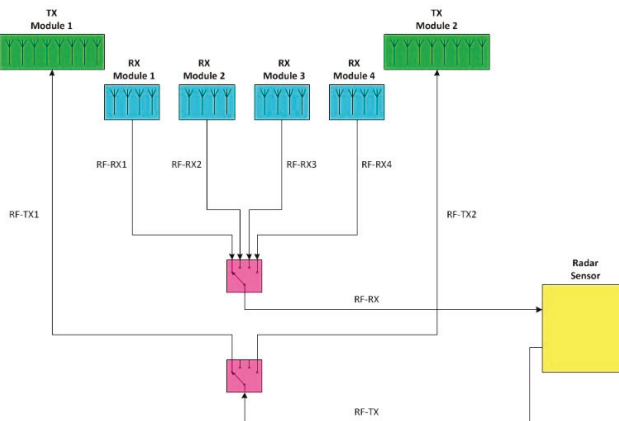 TX
Module 1
TX
Module 2
RX
Module 1
RX
Module 2
RX
Module 3
RX
Module 4
RF-RX1
RF-RX2
RF-RX3
RF-RX4
RF-TX1
RF-TX2
Radar
Sensor
RF-RX
RF-TX